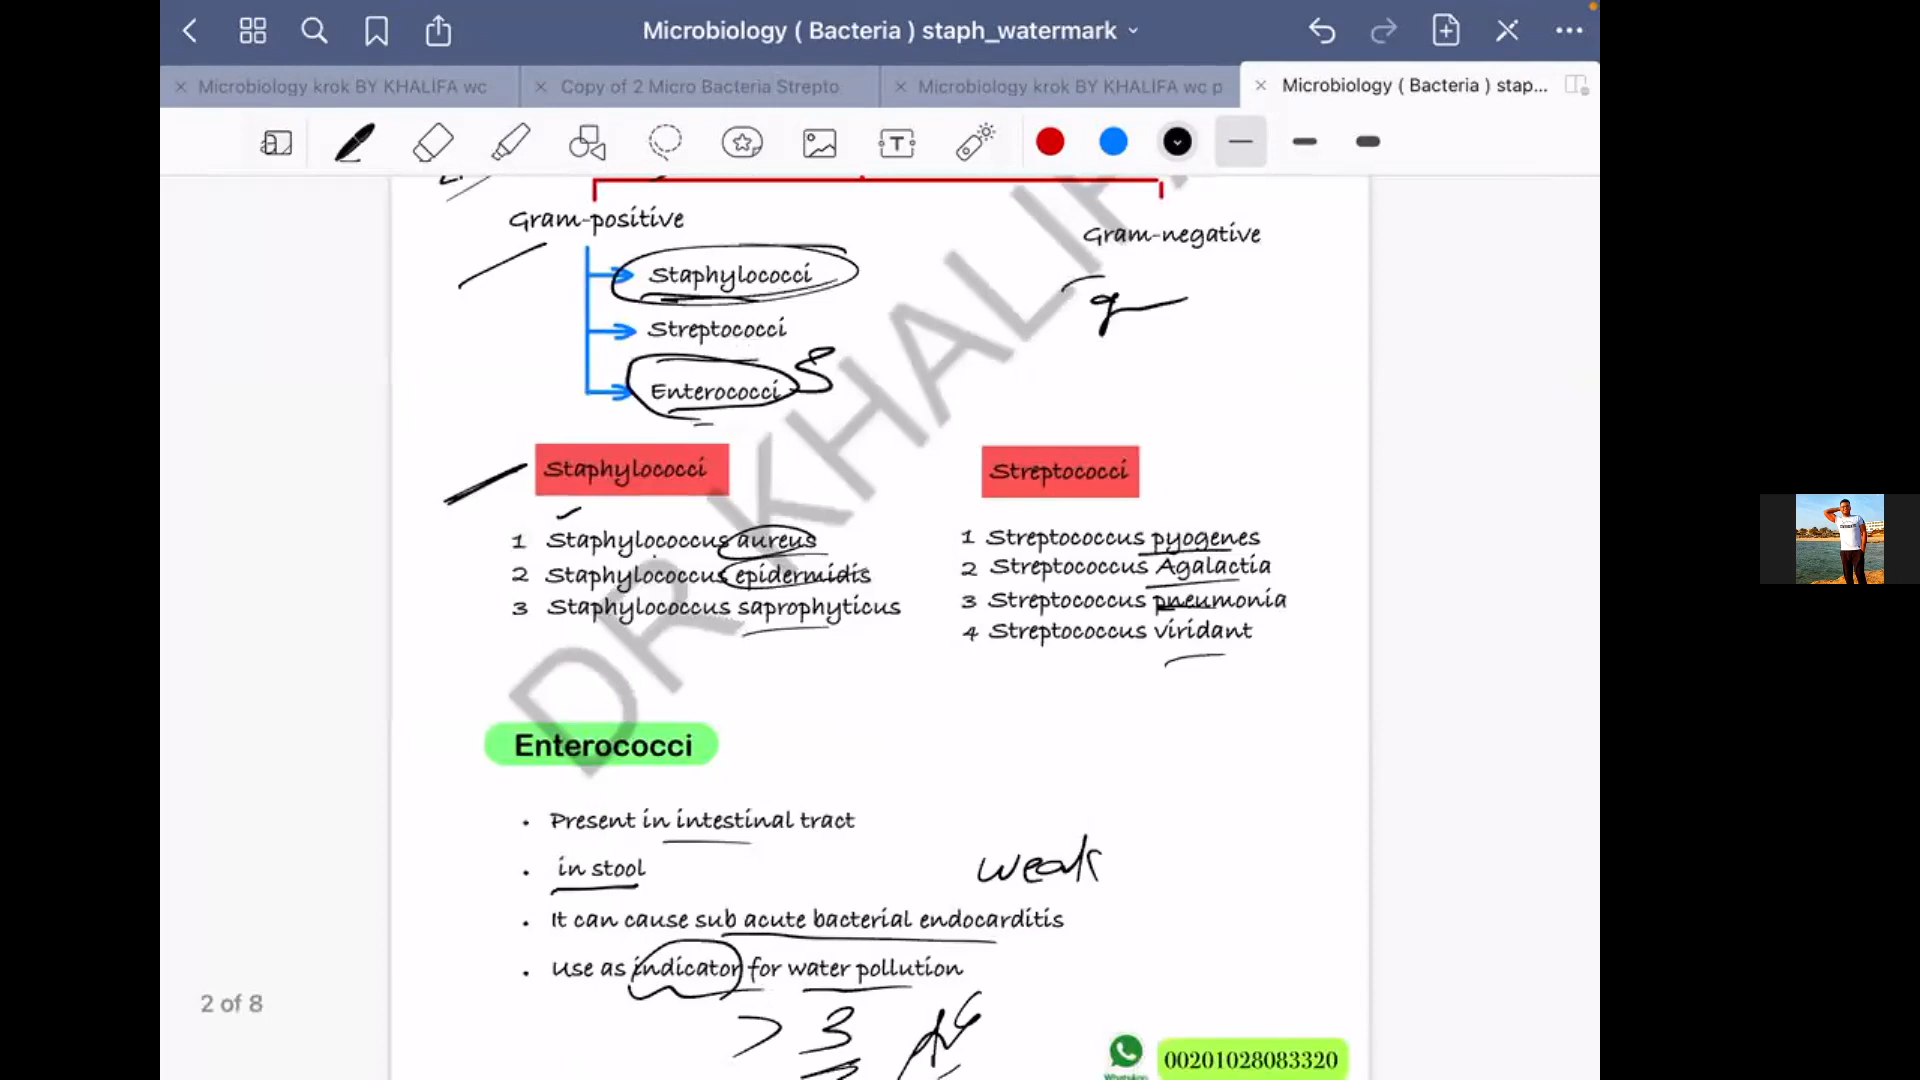 Microbiology ( Bacteria ) staph_watermark
Microbiology krok BY KHALIFA wc
Copy of 2 Micro Bacteria Strepto
Microbiology krok BY KHALIFA wc p
Microbiology ( Bacteria ) stap...
Gram-positive
Gram-negative
Staphylococci
Streptococci
Enterococci
Staphylococci
Streptococci
1 Staphylococcus aureus
2 Staphylococcus epidermidis
3 Staphylococcus saprophyticus
1 Streptococcus pyogenes
2 Streptococcus Agalactia
3 Streptococcus pneumonia
4 Streptococcus viridant
DR KHALIF
Enterococci
• Present in intestinal tract
• in stool
weak
• It can cause sub acute bacterial endocarditis
• Use as indicator for water pollution
> 3
2 of 8
WhatsApp
00201028083320